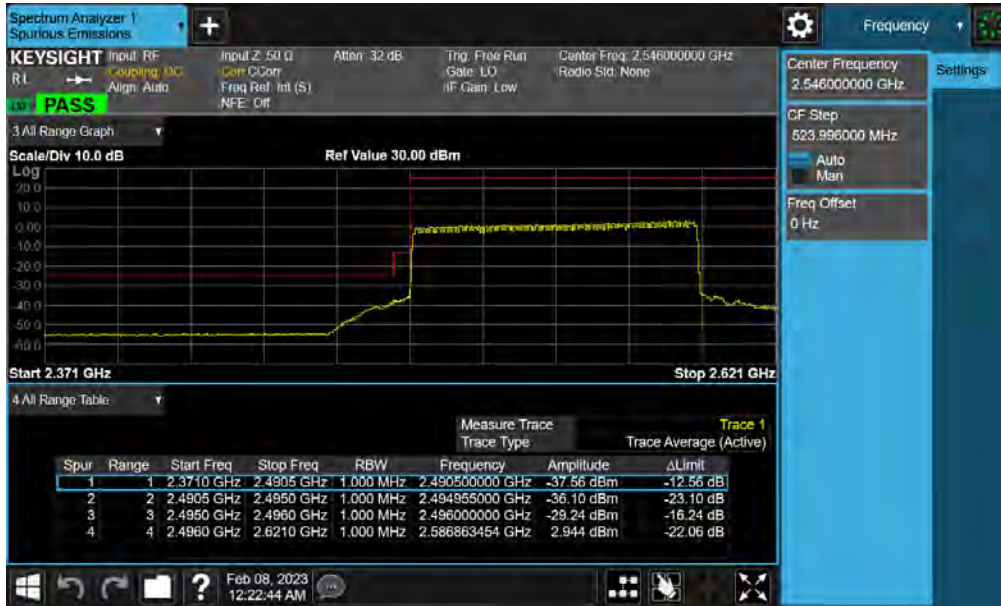 Spectrum Analyzer 1
Spurious Emissions
+
Frequency
KEYSIGHT
Input: RF
Input Z: 50 Ω
Atten: 32 dB
Trig: Free Run
Center Freq: 2.546000000 GHz
RL
Coupling: DC
Corr CCorr
Gate: LO
Radio Std: None
Align: Auto
Freq Ref: Int (S)
IF Gain: Low
NFE: Off
PASS
Center Frequency
2.546000000 GHz
Settings
CF Step
523.996000 MHz
Auto
Man
Freq Offset
0 Hz
3 All Range Graph
Scale/Div 10.0 dB
Ref Value 30.00 dBm
Log
20.0
10.0
0.00
-10.0
-20.0
-30.0
-40.0
-50.0
-60.0
Start 2.371 GHz
Stop 2.621 GHz
4 All Range Table
Measure Trace Trace 1
Trace Type Trace Average (Active)
Spur Range Start Freq Stop Freq RBW Frequency Amplitude ΔLimit
1 1 2.3710 GHz 2.4905 GHz 1.000 MHz 2.490500000 GHz -37.56 dBm -12.56 dB
2 2 2.4905 GHz 2.4950 GHz 1.000 MHz 2.494955000 GHz -36.10 dBm -23.10 dB
3 3 2.4950 GHz 2.4960 GHz 1.000 MHz 2.496000000 GHz -29.24 dBm -16.24 dB
4 4 2.4960 GHz 2.6210 GHz 1.000 MHz 2.586863454 GHz 2.944 dBm -22.06 dB
?
Feb 08, 2023
12:22:44 AM